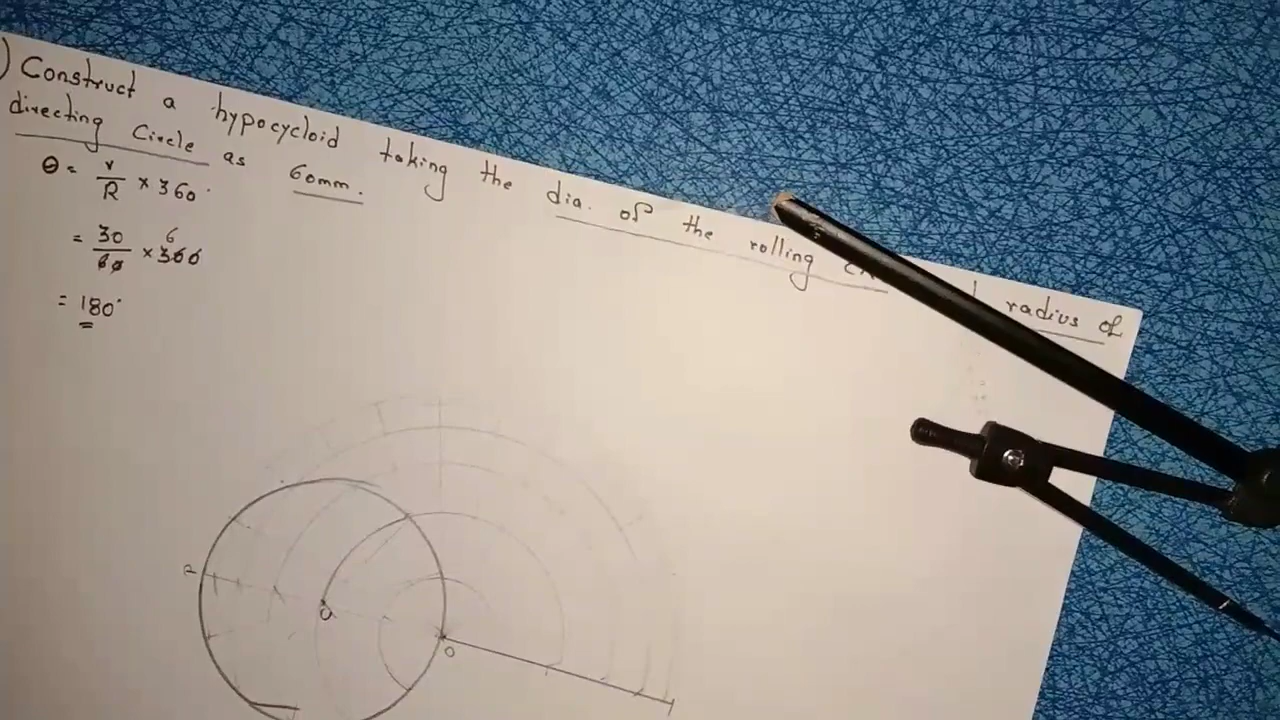 ) Construct a hypocycloid taking the dia. of the rolling radius of
directing Circle as 60mm.
θ = r/R × 360°
= 30/60 × 360 6
= 180°
P
O
O